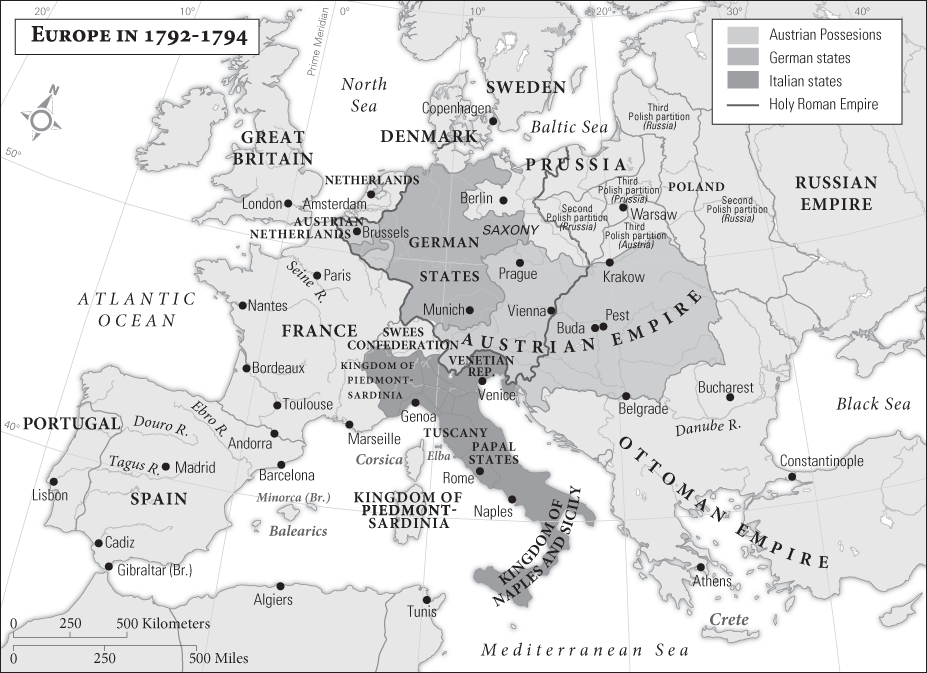 EUROPE IN 1792-1794
Prime Meridian
10°
0°
10°
20°
30°
40°
50°
40°
N
Austrian Possesions
German states
Italian states
Holy Roman Empire
North
Sea
SWEDEN
Copenhagen
DENMARK
Baltic Sea
GREAT
BRITAIN
London
NETHERLANDS
Amsterdam
AUSTRIAN
NETHERLANDS
Brussels
PRUSSIA
Berlin
SAXONY
GERMAN
STATES
Prague
Munich
Vienna
Third
Polish partition
(Russia)
Third
Polish partition
(Prussia)
POLAND
Second
Polish partition
(Russia)
Second
Polish partition
(Russia)
Warsaw
Third
Polish partition
(Austria)
Krakow
RUSSIAN
EMPIRE
ATLANTIC
OCEAN
Seine R.
Paris
Nantes
FRANCE
Bordeaux
Toulouse
Marseille
SWEES
CONFEDERATION
KINGDOM OF
PIEDMONT-
SARDINIA
AUSTRIAN EMPIRE
Buda
Pest
VENETIAN
REP.
Venice
Genoa
TUSCANY
PAPAL
STATES
Corsica
Elba
Rome
Naples
KINGDOM OF
PIEDMONT-
SARDINIA
KINGDOM OF
NAPLES AND SICILY
Belgrade
Bucharest
Danube R.
Black Sea
Constantinople
OTTOMAN EMPIRE
Athens
Crete
PORTUGAL
Douro R.
Ebro R.
Andorra
Tagus R.
Madrid
Barcelona
Lisbon
SPAIN
Minorca (Br.)
Balearics
Cadiz
Gibraltar (Br.)
Algiers
Tunis
Mediterranean Sea
0 250 500 Kilometers
0 250 500 Miles